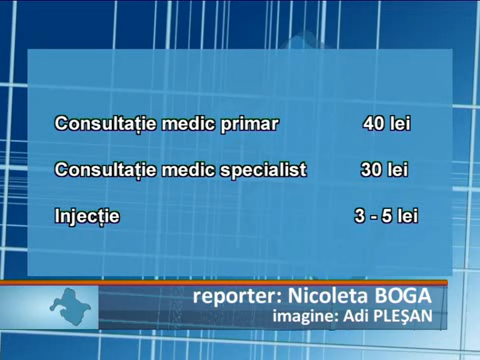 Consultație medic primar 40 lei
Consultație medic specialist 30 lei
Injecție 3 - 5 lei
reporter: Nicoleta BOGA
imagine: Adi PLEŞAN